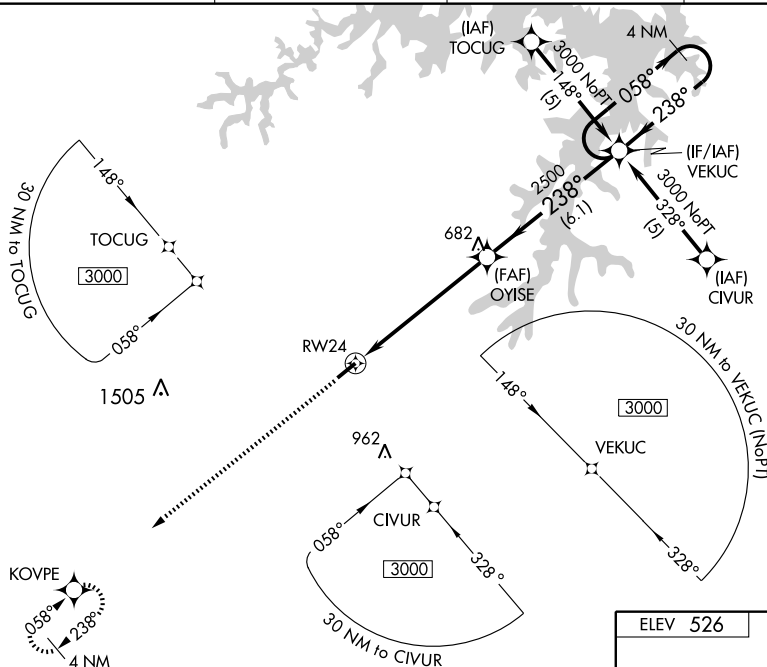 (IAF)
TOCUG
3000 NoPT
148°
(5)
4 NM
058°
238°
(IF/IAF)
VEKUC
2500
238°
(6.1)
3000 NoPT
328°
(5)
(IAF)
CIVUR
682
(FAF)
OYISE
RW24
148°
TOCUG
30 NM to TOCUG
3000
058°
1505
30 NM to VEKUC (NoPT)
148°
3000
VEKUC
328°
962
CIVUR
058°
3000
328°
30 NM to CIVUR
KOVPE
058°
238°
4 NM
ELEV 526